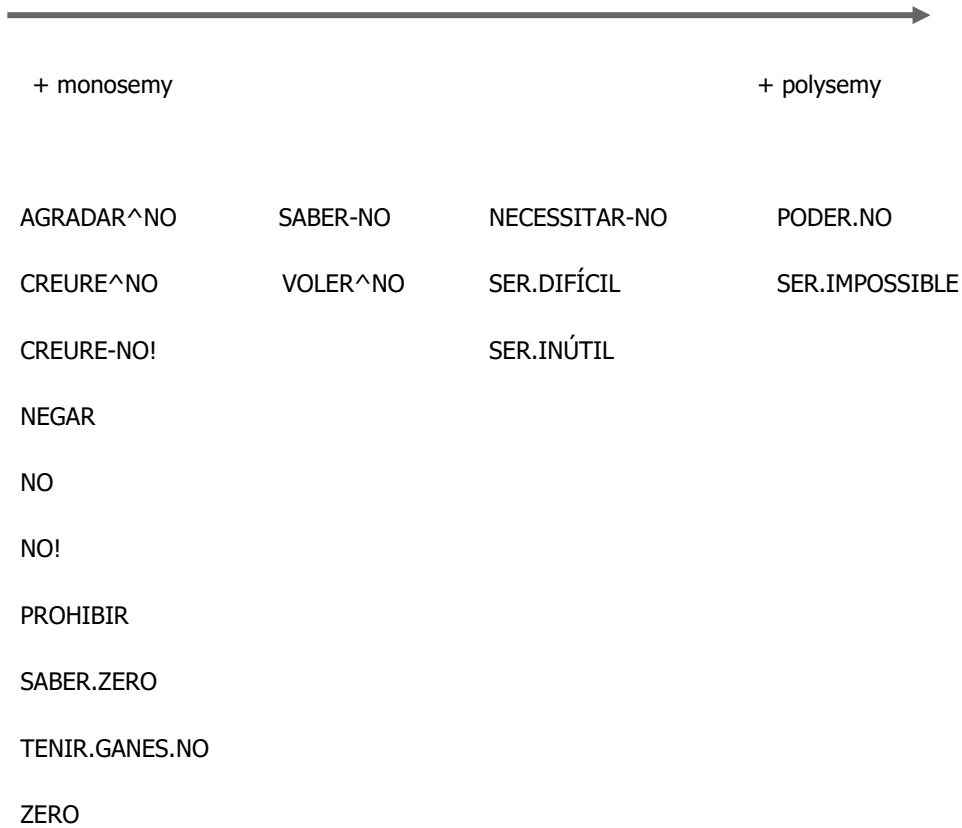 + monosemy + polysemy
AGRADAR^NO SABER-NO NECESSITAR-NO PODER.NO
CREURE^NO VOLER^NO SER.DIFÍCIL SER.IMPOSSIBLE
CREURE-NO! SER.INÚTIL
NEGAR
NO
NO!
PROHIBIR
SABER.ZERO
TENIR.GANES.NO
ZERO